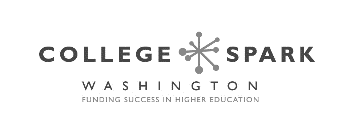 COLLEGE SPARK
WASHINGTON
FUNDING SUCCESS IN HIGHER EDUCATION